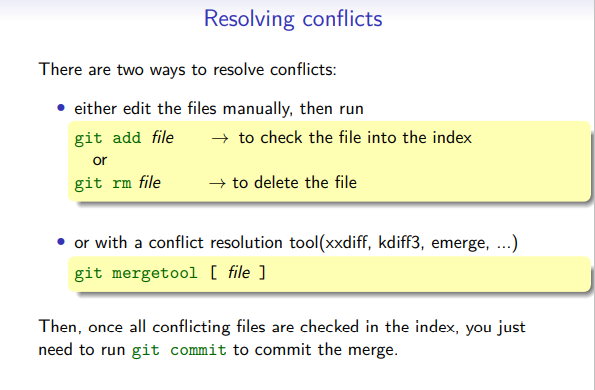 Resolving conflicts
There are two ways to resolve conflicts:
• either edit the files manually, then run
git add file → to check the file into the index
or
git rm file → to delete the file
• or with a conflict resolution tool(xxdiff, kdiff3, emerge, ...)
git mergetool [ file ]
Then, once all conflicting files are checked in the index, you just
need to run git commit to commit the merge.